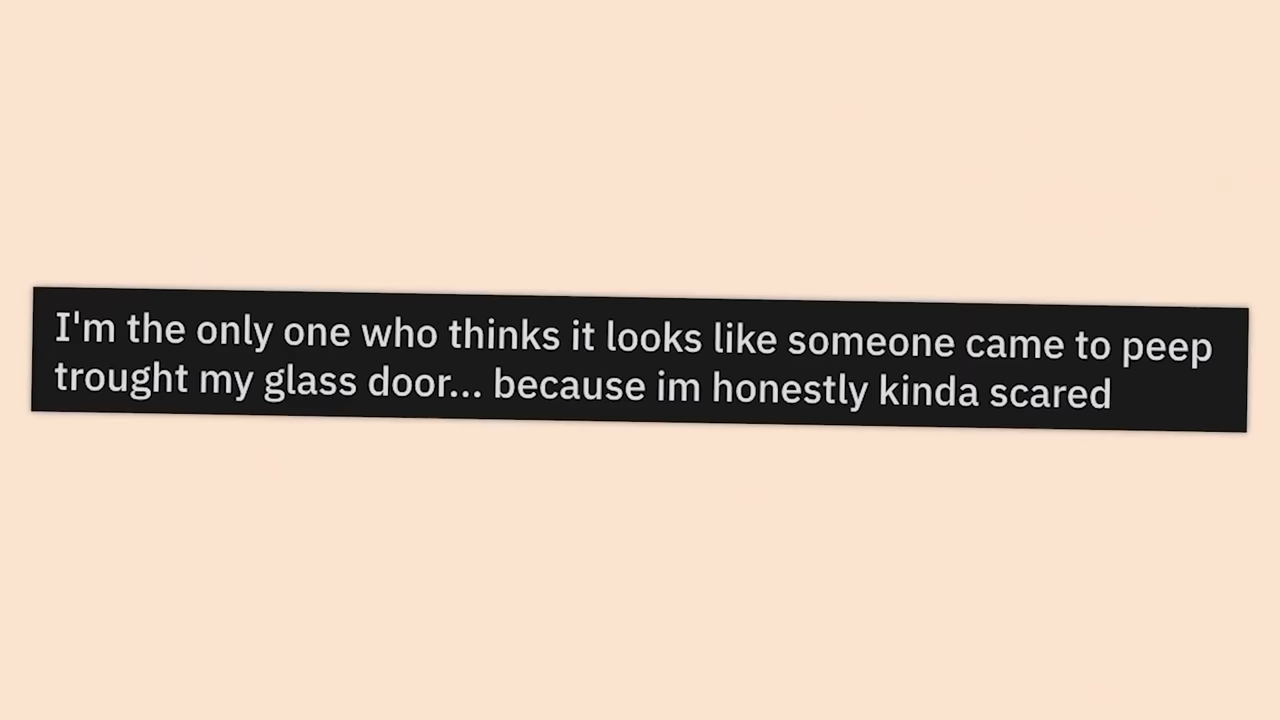 I'm the only one who thinks it looks like someone came to peep
trought my glass door... because im honestly kinda scared